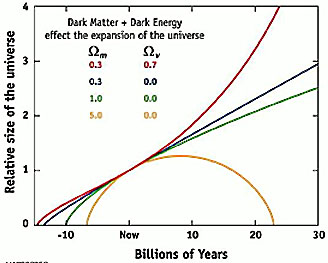 Dark Matter + Dark Energy
effect the expansion of the universe
Ωm Ωv
0.3 0.7
0.3 0.0
1.0 0.0
5.0 0.0
Relative size of the universe
4
3
2
1
0
-10 Now 10 20 30
Billions of Years